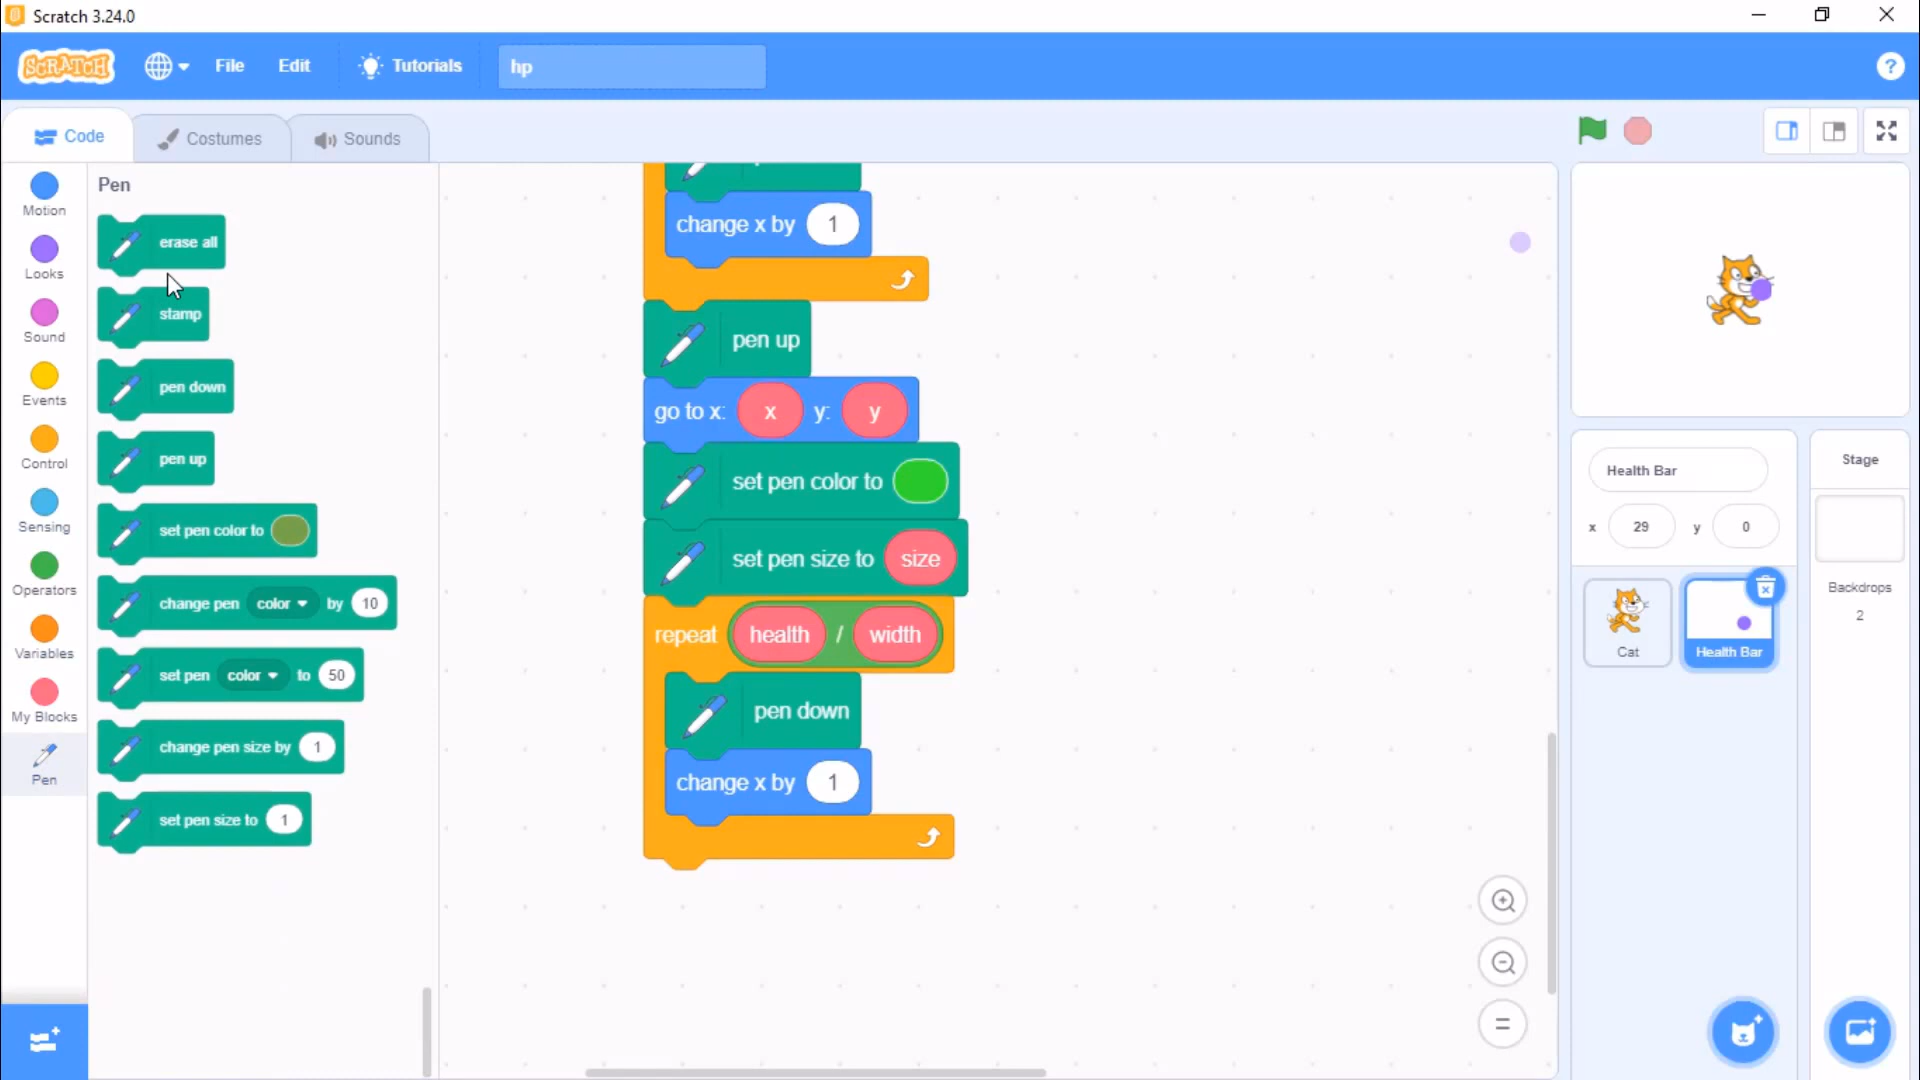 Scratch 3.24.0
SCRATCH
File
Edit
Tutorials
hp
?
Code
Costumes
Sounds
Motion
Looks
Sound
Events
Control
Sensing
Operators
Variables
My Blocks
Pen
Pen
erase all
stamp
pen down
pen up
set pen color to
change pen color by 10
set pen color to 50
change pen size by 1
set pen size to 1
change x by 1
pen up
go to x: x y: y
set pen color to
set pen size to size
repeat health / width
pen down
change x by 1
Health Bar
x 29 y 0
Cat
Health Bar
Stage
Backdrops
2